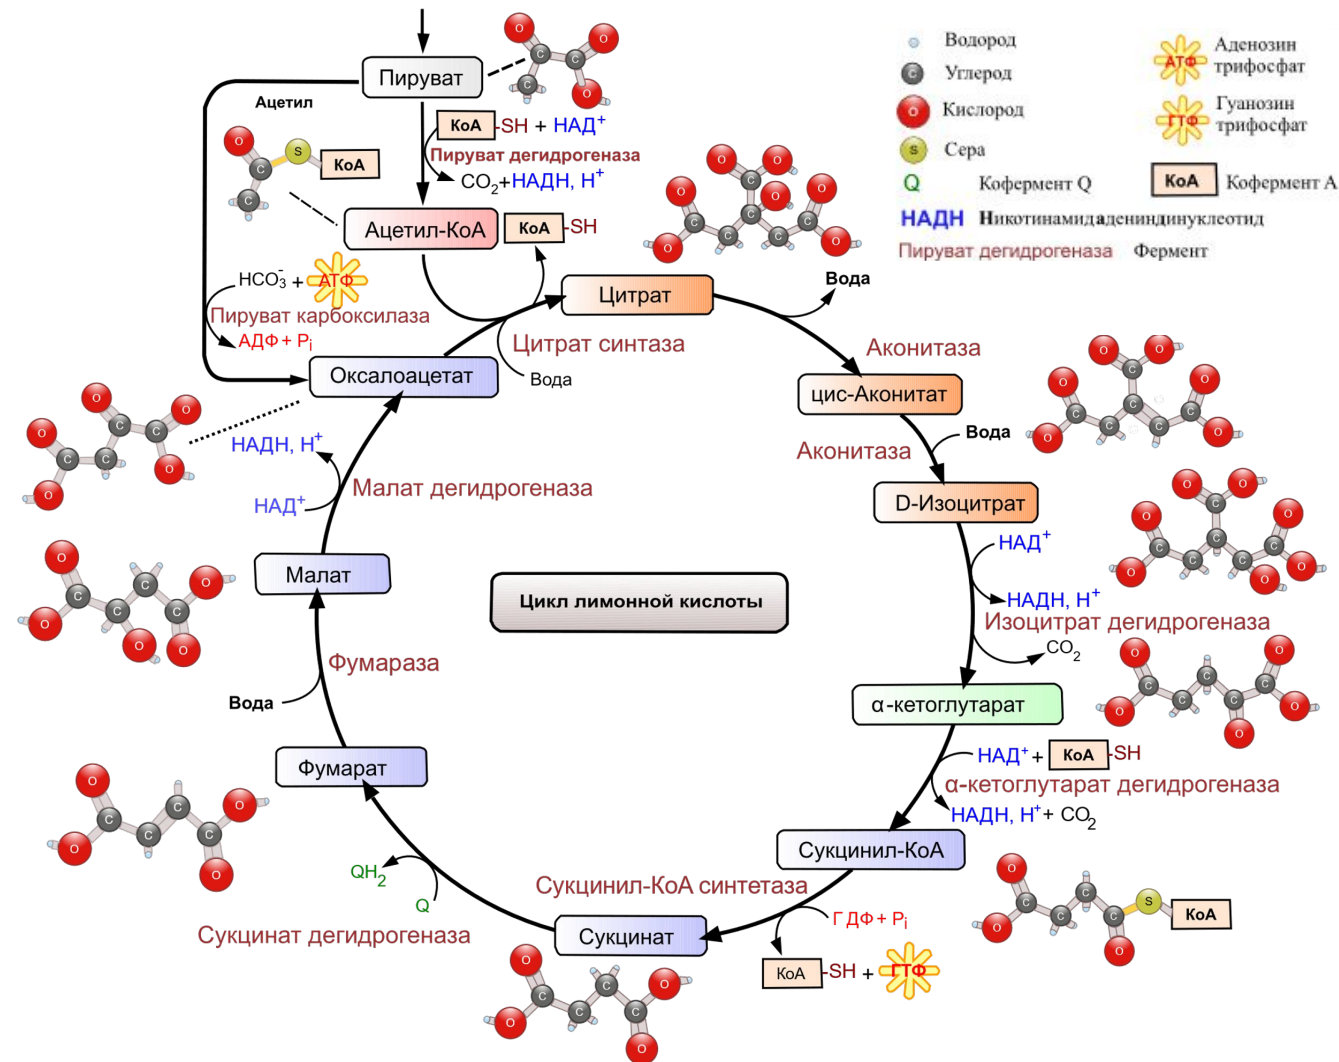 Пируват
Ацетил
КоА
КоА-SH + НАД+
Пируват дегидрогеназа
CO2+НАДН, H+
Ацетил-КоА
КоА-SH
HCO3- + АТФ
Пируват карбоксилаза
АДФ + Pi
Оксалоацетат
Цитрат синтаза
Вода
Цитрат
Вода
Аконитаза
цис-Аконитат
Аконитаза
Вода
D-Изоцитрат
НАД+
НАДН, H+
Изоцитрат дегидрогеназа
CO2
α-кетоглутарат
НАД+ + КоА-SH
α-кетоглутарат дегидрогеназа
НАДН, H+ + CO2
Сукцинил-КоА
Сукцинил-КоА синтетаза
ГДФ + Pi
КоА-SH + ГТФ
S КоА
Сукцинат
QH2
Q
Сукцинат дегидрогеназа
Фумарат
Вода
Фумараза
Малат
НАДН, H+
НАД+
Малат дегидрогеназа
Цикл лимонной кислоты
Водород
C Углерод
O Кислород
S Сера
Q Кофермент Q
НАДН Никотинамидадениндинуклеотид
Пируват дегидрогеназа Фермент
АТФ Аденозин
трифосфат
ГТФ Гуанозин
трифосфат
КоА Кофермент А